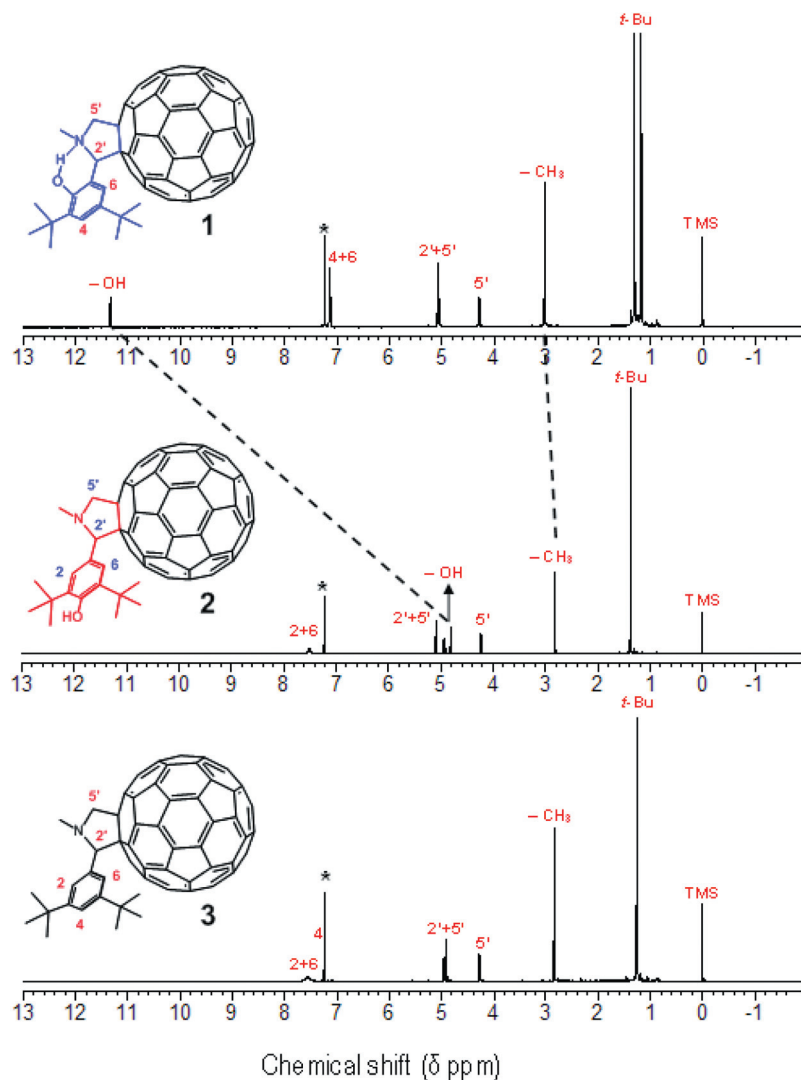 t-Bu
5'
N
H
2'
O
6
4
1
– CH₃
TMS
*
4+6
2'+5'
5'
– OH
13 12 11 10 9 8 7 6 5 4 3 2 1 0 -1
t-Bu
5'
N
2'
2
6
HO
2
– OH
– CH₃
*
2'+5'
5'
2+6
TMS
13 12 11 10 9 8 7 6 5 4 3 2 1 0 -1
t-Bu
5'
N
2'
2
6
4
3
– CH₃
*
TMS
4
2'+5'
5'
2+6
13 12 11 10 9 8 7 6 5 4 3 2 1 0 -1
Chemical shift (δ ppm)